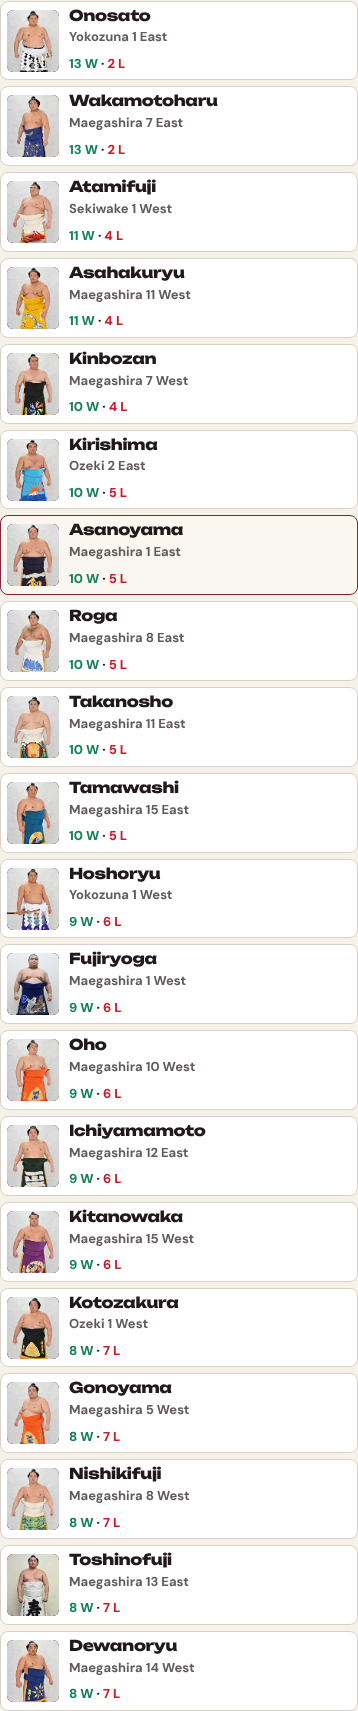 Onosato
Yokozuna 1 East
13 W · 2 L
Wakamotoharu
Maegashira 7 East
13 W · 2 L
Atamifuji
Sekiwake 1 West
11 W · 4 L
Asahakuryu
Maegashira 11 West
11 W · 4 L
Kinbozan
Maegashira 7 West
10 W · 4 L
Kirishima
Ozeki 2 East
10 W · 5 L
Asanoyama
Maegashira 1 East
10 W · 5 L
Roga
Maegashira 8 East
10 W · 5 L
Takanosho
Maegashira 11 East
10 W · 5 L
Tamawashi
Maegashira 15 East
10 W · 5 L
Hoshoryu
Yokozuna 1 West
9 W · 6 L
Fujiryoga
Maegashira 1 West
9 W · 6 L
Oho
Maegashira 10 West
9 W · 6 L
Ichiyamamoto
Maegashira 12 East
9 W · 6 L
Kitanowaka
Maegashira 15 West
9 W · 6 L
Kotozakura
Ozeki 1 West
8 W · 7 L
Gonoyama
Maegashira 5 West
8 W · 7 L
Nishikifuji
Maegashira 8 West
8 W · 7 L
Toshinofuji
Maegashira 13 East
8 W · 7 L
Dewanoryu
Maegashira 14 West
8 W · 7 L